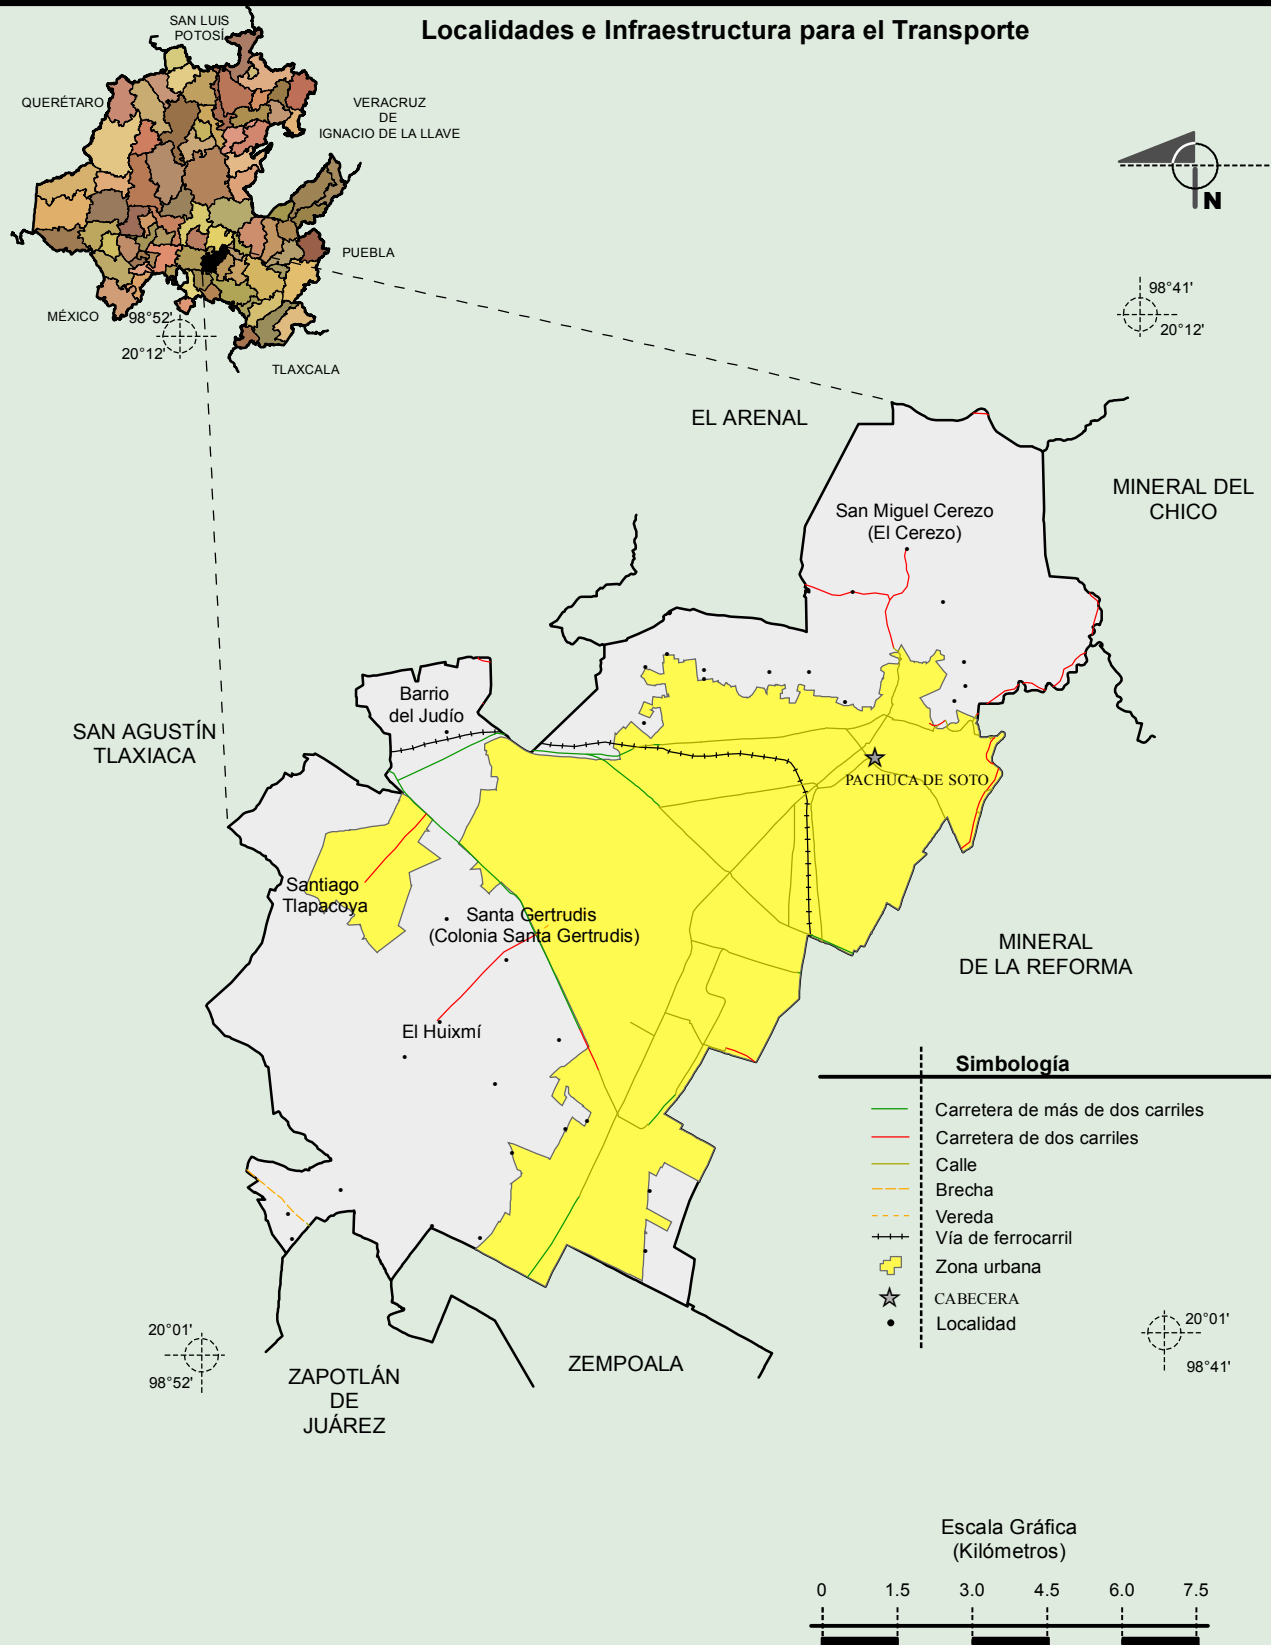 Localidades e Infraestructura para el Transporte
SAN LUIS
POTOSÍ
QUERÉTARO
VERACRUZ
DE
IGNACIO DE LA LLAVE
PUEBLA
MÉXICO
TLAXCALA
98°52'
20°12'
N
98°41'
20°12'
EL ARENAL
MINERAL DEL
CHICO
San Miguel Cerezo
(El Cerezo)
Barrio
del Judío
SAN AGUSTÍN
TLAXIACA
PACHUCA DE SOTO
Santiago
Tlapacoya
Santa Gertrudis
(Colonia Santa Gertrudis)
MINERAL
DE LA REFORMA
El Huixmí
Simbología
Carretera de más de dos carriles
Carretera de dos carriles
Calle
Brecha
Vereda
Vía de ferrocarril
Zona urbana
CABECERA
Localidad
20°01'
98°52'
20°01'
98°41'
ZAPOTLÁN
DE
JUÁREZ
ZEMPOALA
Escala Gráfica
(Kilómetros)
0 1.5 3.0 4.5 6.0 7.5